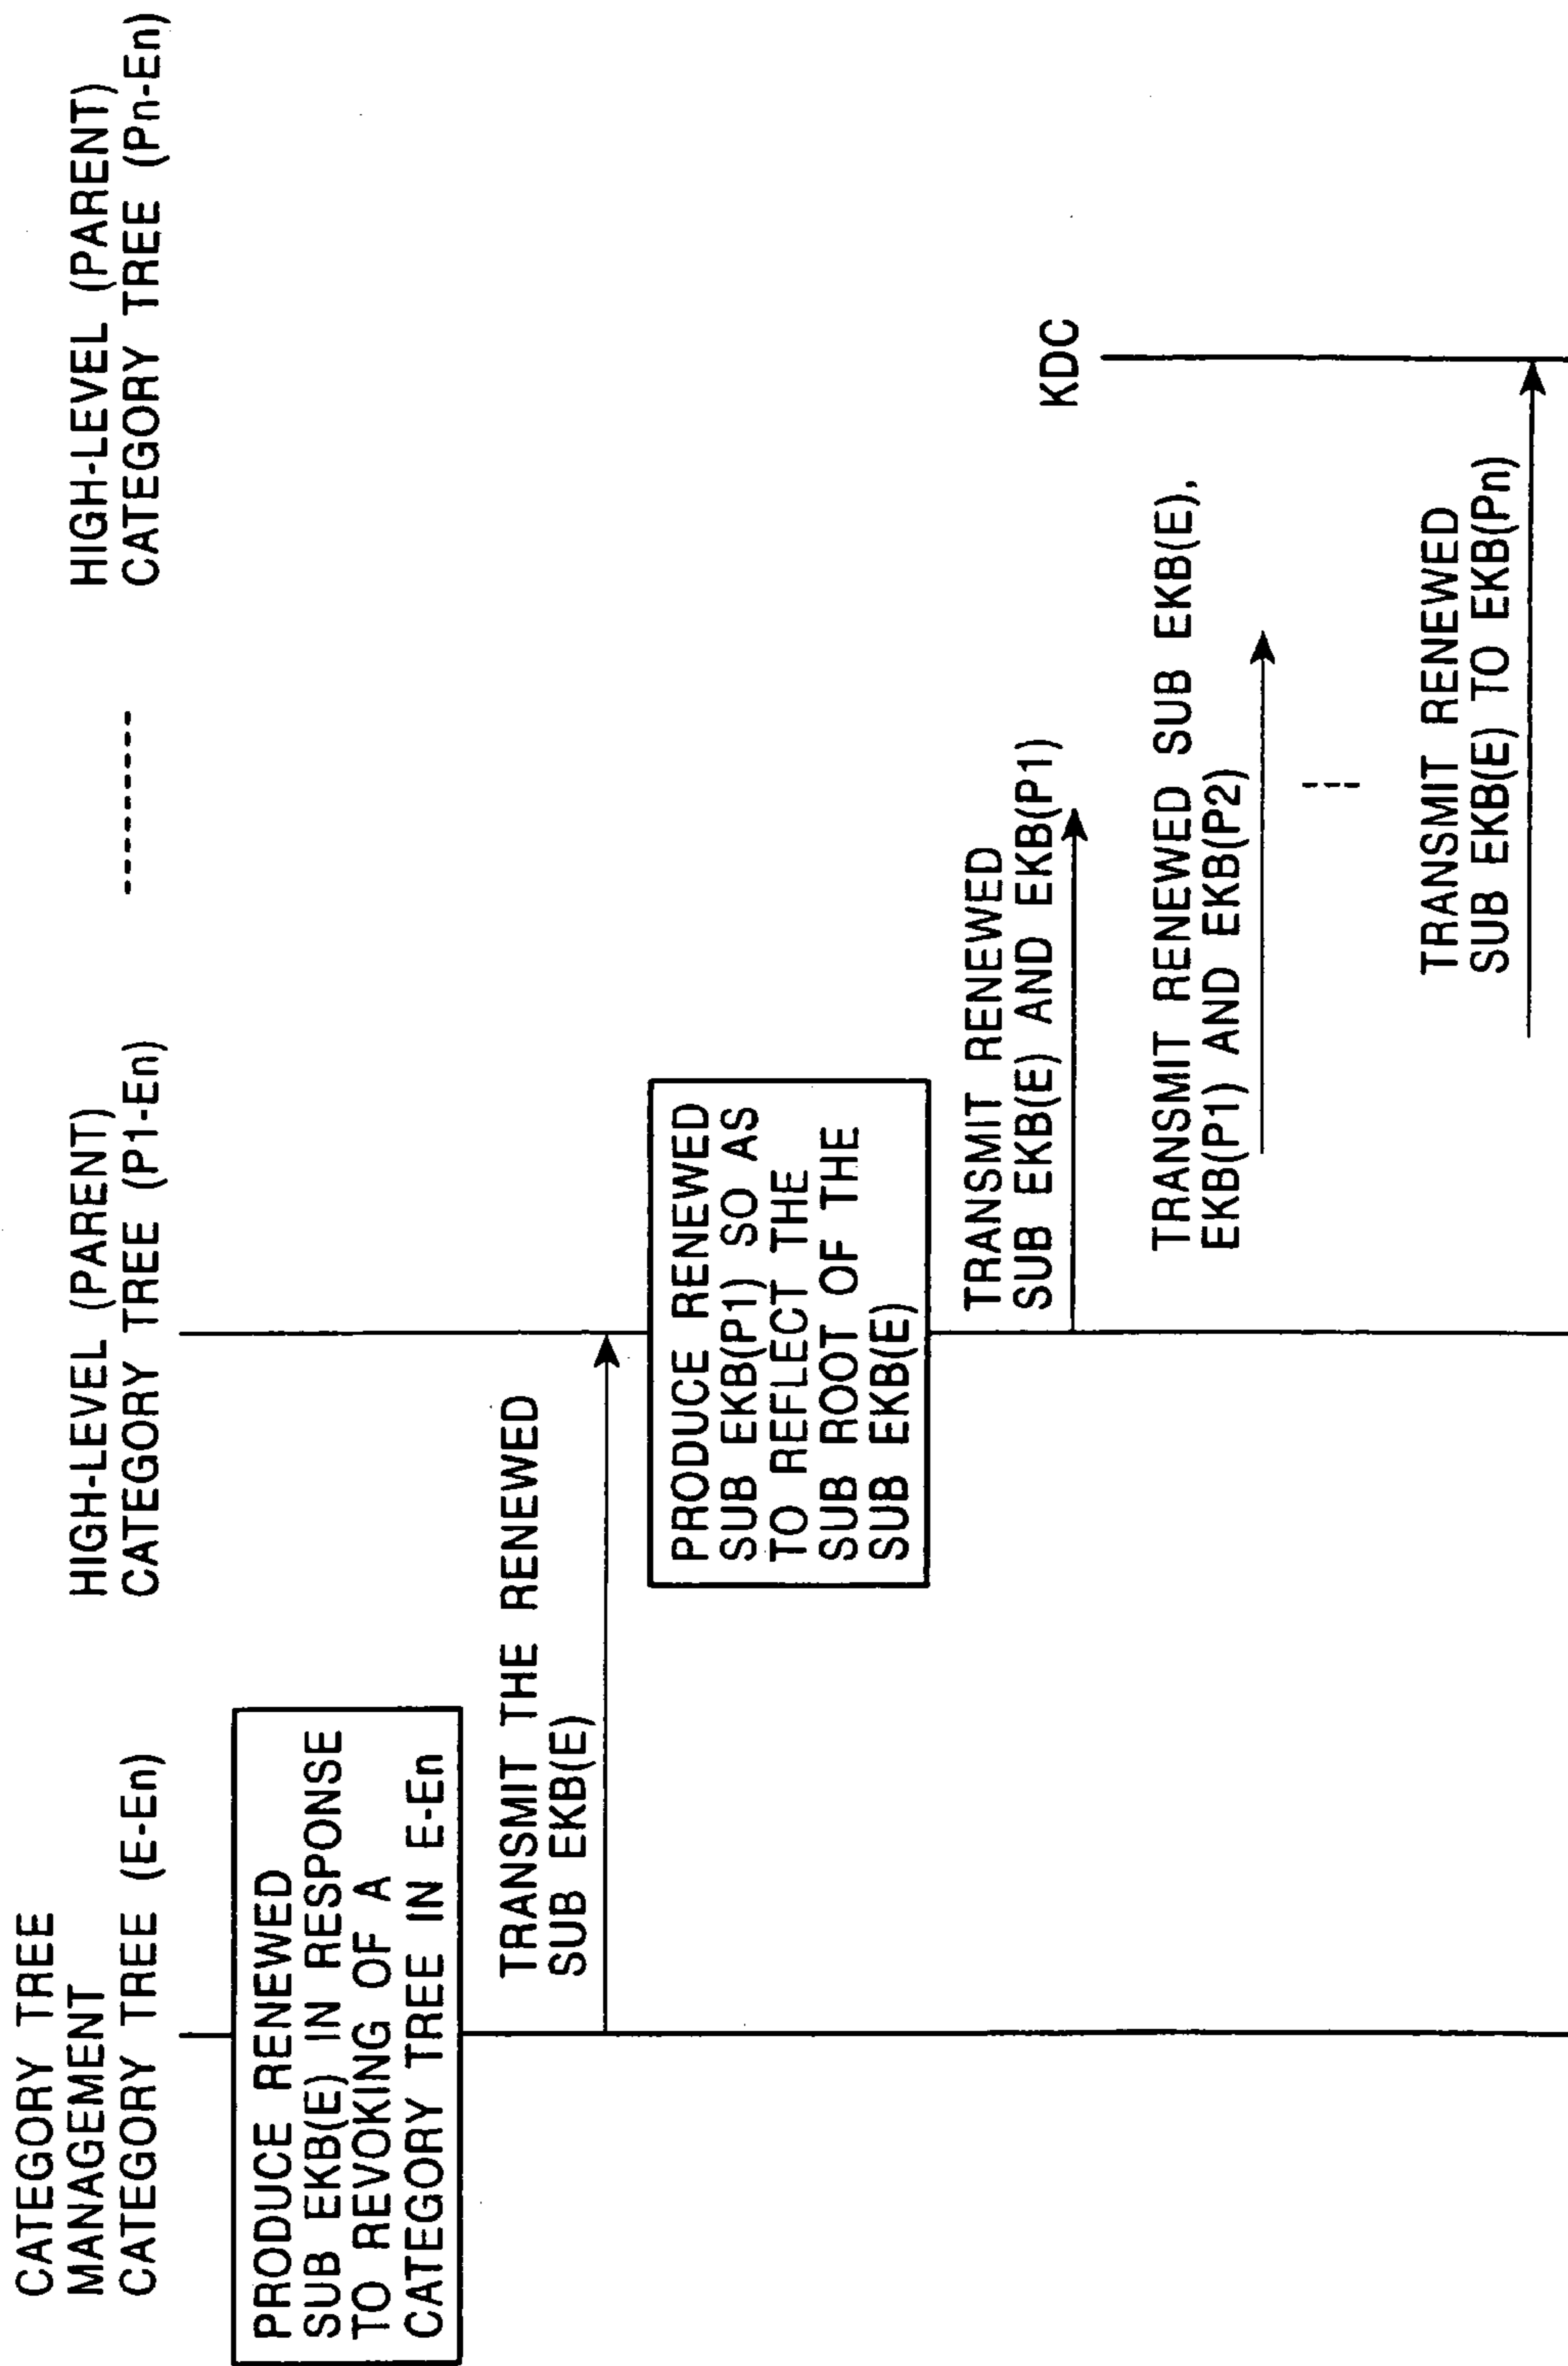 CATEGORY TREE
MANAGEMENT
CATEGORY TREE (E-En)
HIGH-LEVEL (PARENT)
CATEGORY TREE (P1-En)
HIGH-LEVEL (PARENT)
CATEGORY TREE (Pn-En)
PRODUCE RENEWED
SUB EKB(E) IN RESPONSE
TO REVOKING OF A
CATEGORY TREE IN E-En
TRANSMIT THE RENEWED
SUB EKB(E)
PRODUCE RENEWED
SUB EKB(P1) SO AS
TO REFLECT THE
SUB ROOT OF THE
SUB EKB(E)
TRANSMIT RENEWED
SUB EKB(E) AND EKB(P1)
KDC
TRANSMIT RENEWED SUB EKB(E),
EKB(P1) AND EKB(P2)
TRANSMIT RENEWED
SUB EKB(E) TO EKB(Pn)